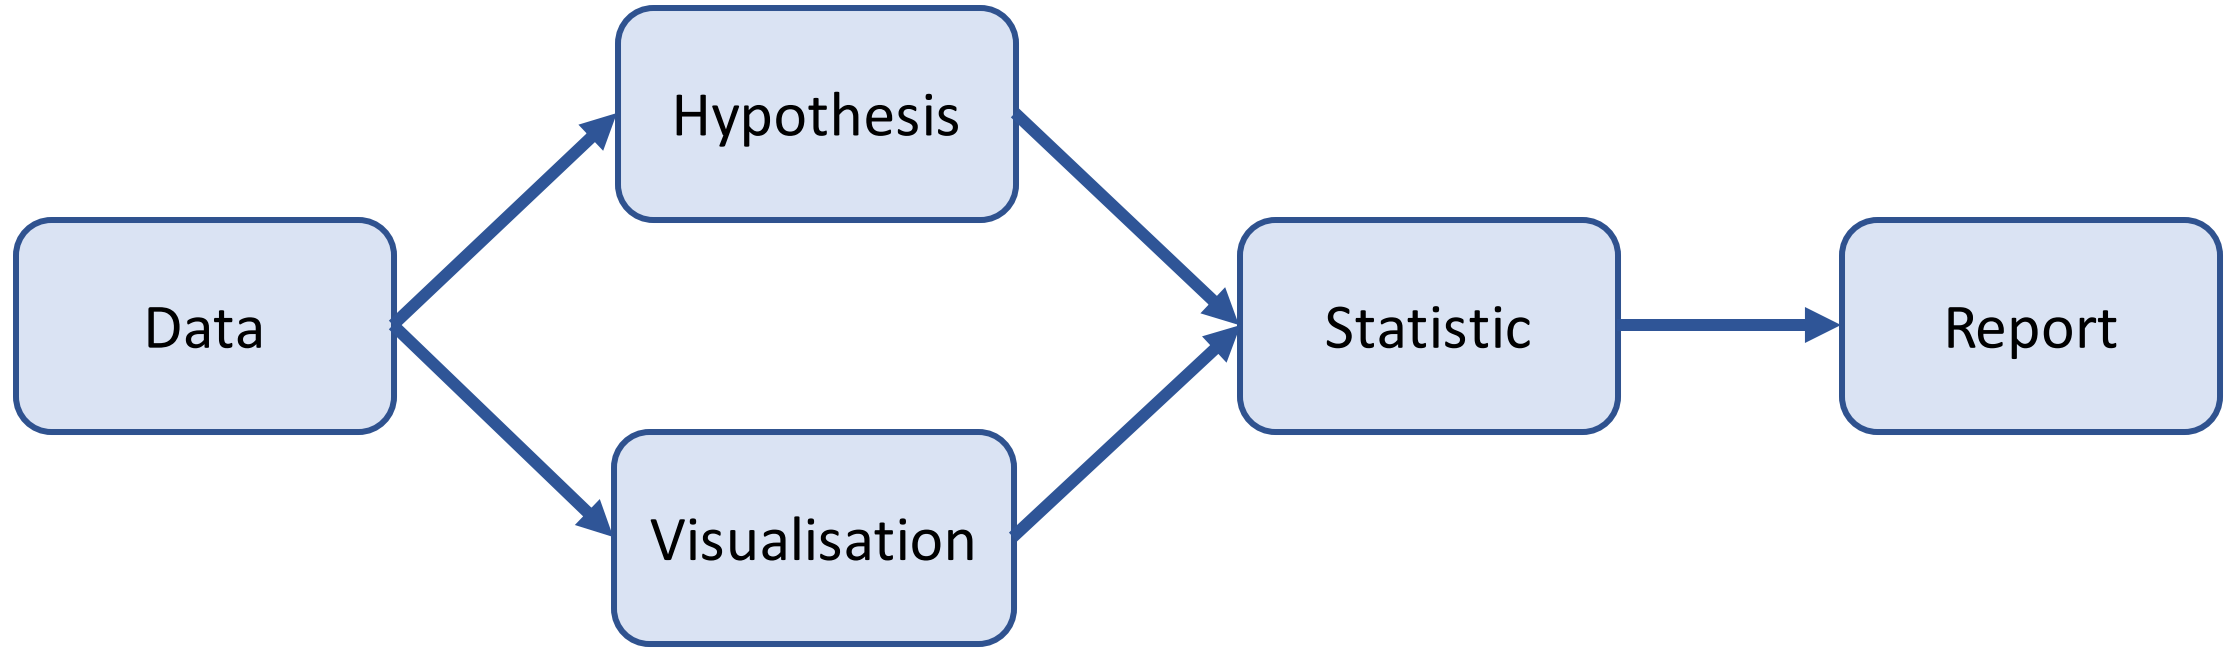 Data
Hypothesis
Visualisation
Statistic
Report